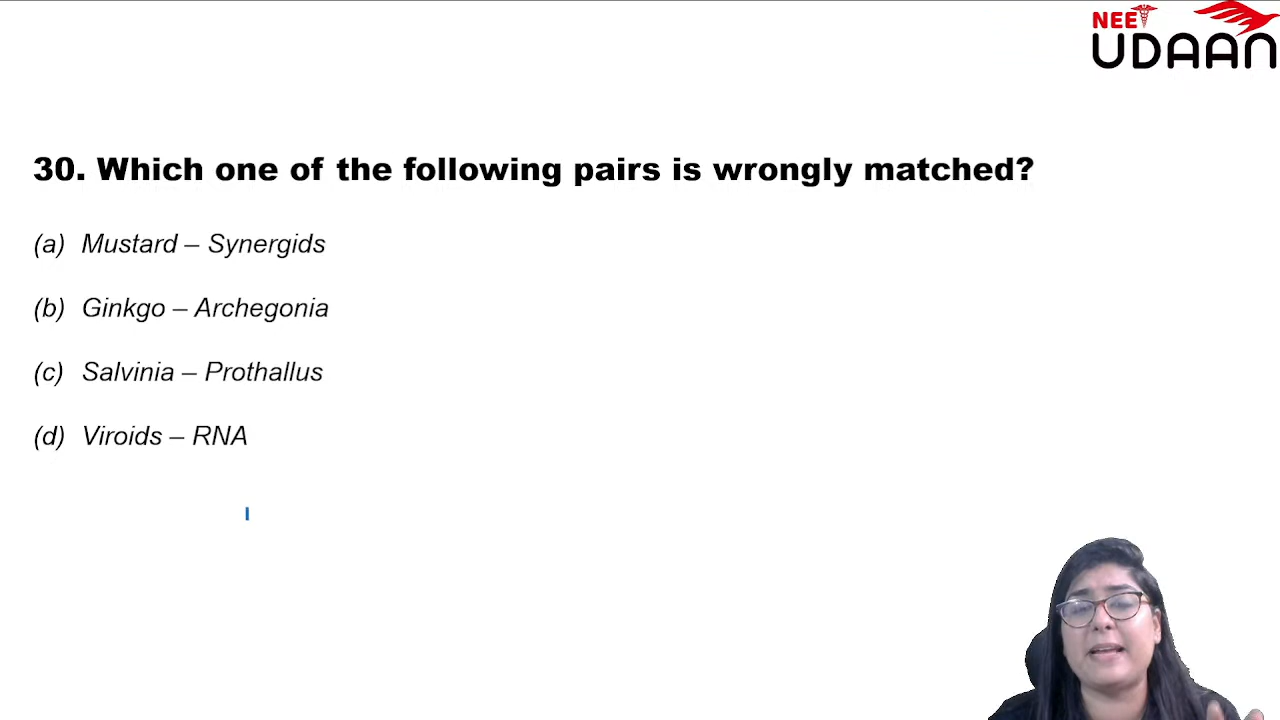 NEET
UDAAN
30. Which one of the following pairs is wrongly matched?
(a) Mustard – Synergids
(b) Ginkgo – Archegonia
(c) Salvinia – Prothallus
(d) Viroids – RNA